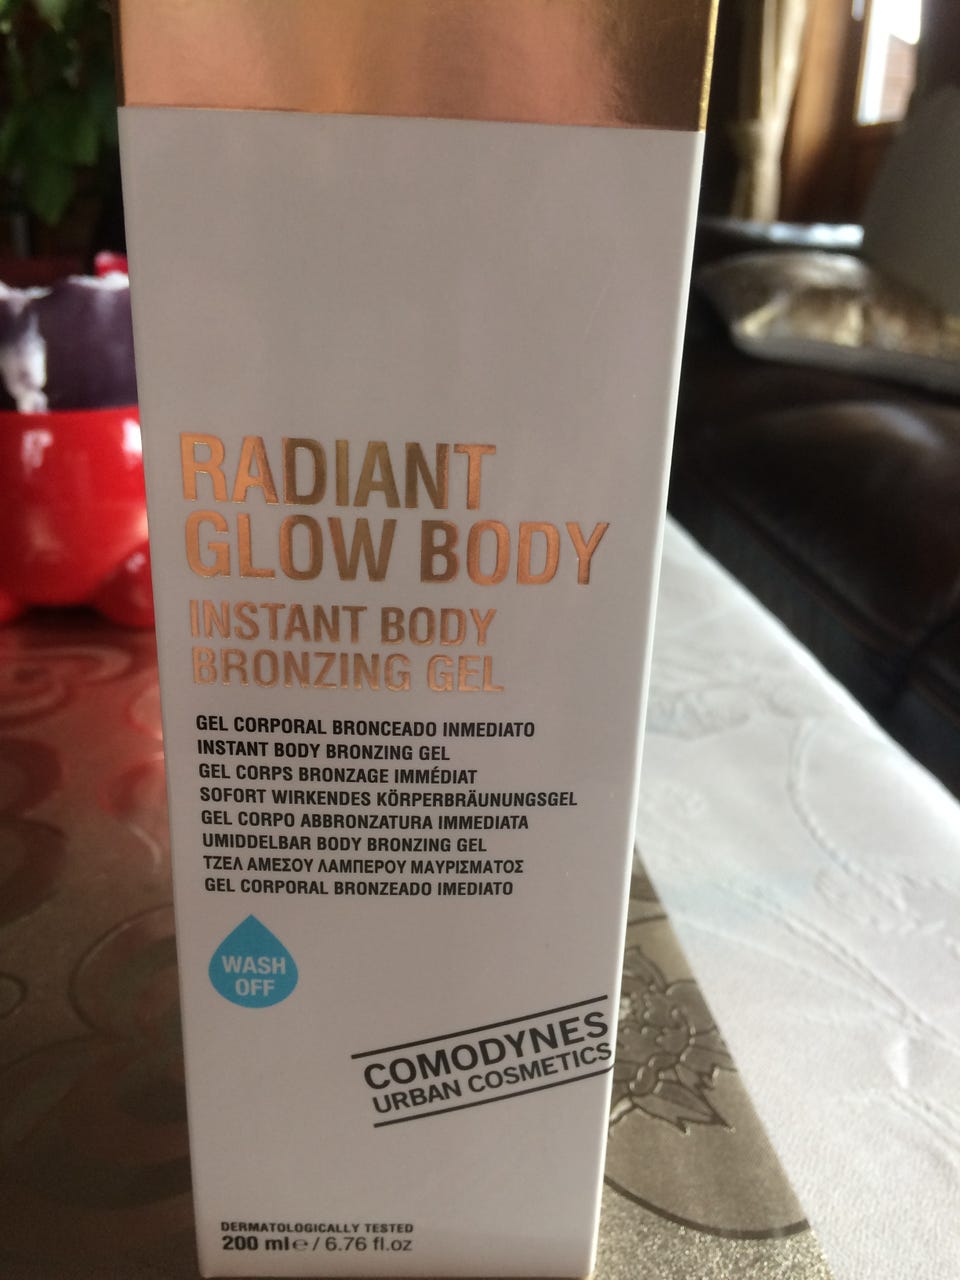 RADIANT
GLOW BODY
INSTANT BODY
BRONZING GEL
GEL CORPORAL BRONCEADO INMEDIATO
INSTANT BODY BRONZING GEL
GEL CORPS BRONZAGE IMMÉDIAT
SOFORT WIRKENDES KÖRPERBRÄUNUNGSGEL
GEL CORPO ABBRONZATURA IMMEDIATA
UMIDDELBAR BODY BRONZING GEL
ΤΖΕΛ ΑΜΕΣΟΥ ΛΑΜΠΕΡΟΥ ΜΑΥΡΙΣΜΑΤΟΣ
GEL CORPORAL BRONZEADO IMEDIATO
WASH
OFF
COMODYNES
URBAN COSMETICS
DERMATOLOGICALLY TESTED
200 ml ℮ / 6.76 fl.oz